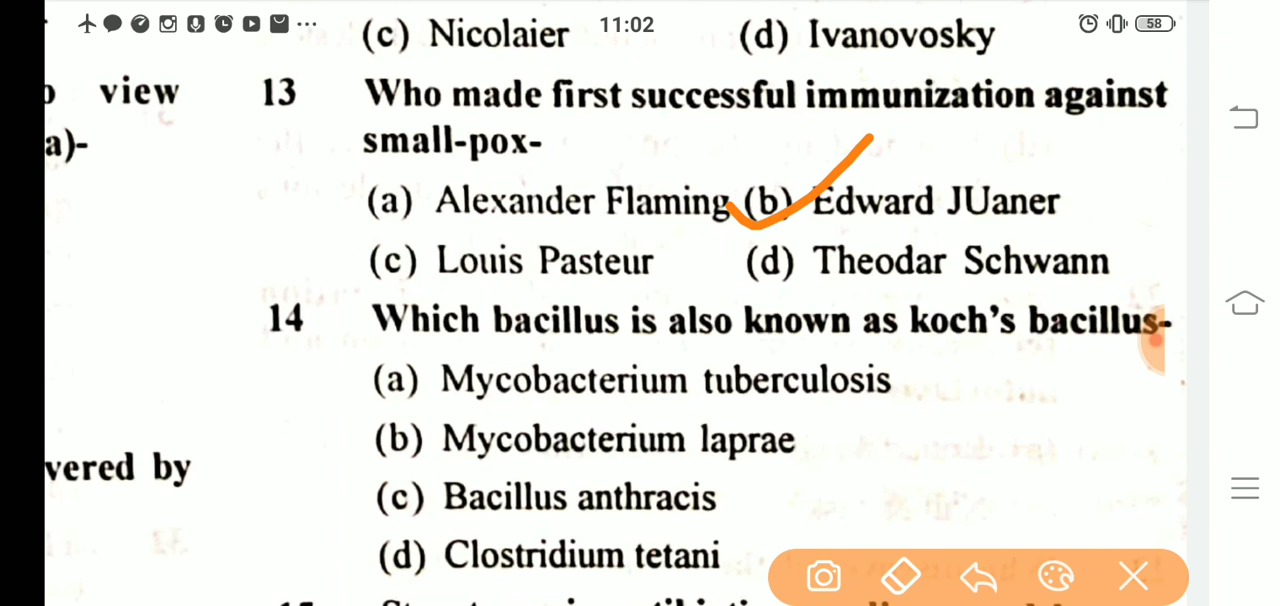 11:02
58
(c) Nicolaier (d) Ivanovosky
view
13 Who made first successful immunization against
a)-
small-pox-
(a) Alexander Flaming (b) Edward JUaner
(c) Louis Pasteur (d) Theodar Schwann
14 Which bacillus is also known as koch's bacillus-
(a) Mycobacterium tuberculosis
(b) Mycobacterium laprae
vered by
(c) Bacillus anthracis
(d) Clostridium tetani